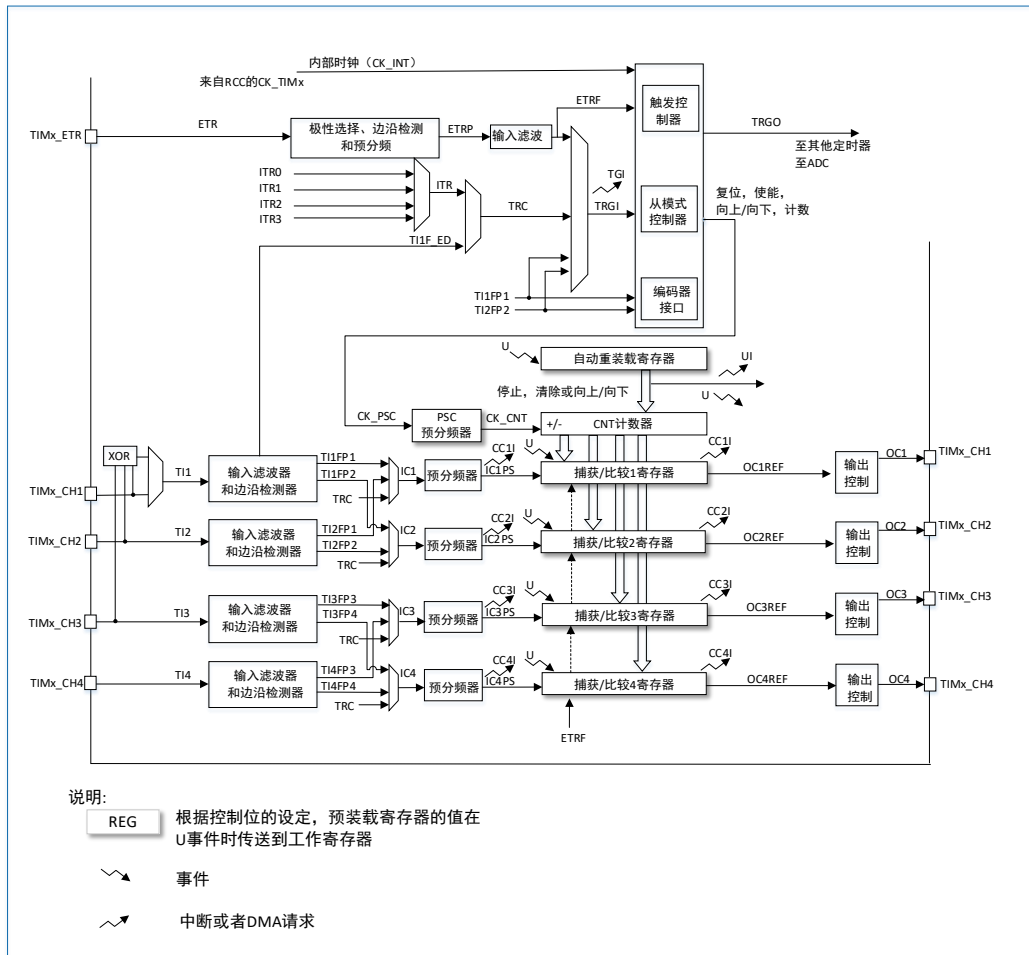 内部时钟（CK_INT）
来自RCC的CK_TIMx
TIMx_ETR
ETR
极性选择、边沿检测
和预分频
ETRP
输入滤波
ETRF
触发控
制器
TRGO
至其他定时器
至ADC
ITR0
ITR1
ITR2
ITR3
ITR
TRC
TGI
TRGI
从模式
控制器
复位，使能，
向上/向下，计数
TI1F_ED
TI1FP1
TI2FP2
编码器
接口
U
自动重装载寄存器
UI
U
停止，清除或向上/向下
CK_PSC
PSC
预分频器
CK_CNT
+/-
CNT计数器
XOR
TIMx_CH1
TI1
输入滤波器
和边沿检测器
TI1FP1
TI1FP2
TRC
IC1
预分频器
CC1I
IC1PS
U
捕获/比较1寄存器
CC1I
OC1REF
输出
控制
OC1
TIMx_CH1
TIMx_CH2
TI2
输入滤波器
和边沿检测器
TI2FP1
TI2FP2
TRC
IC2
预分频器
CC2I
IC2PS
U
捕获/比较2寄存器
CC2I
OC2REF
输出
控制
OC2
TIMx_CH2
TIMx_CH3
TI3
输入滤波器
和边沿检测器
TI3FP3
TI3FP4
TRC
IC3
预分频器
CC3I
IC3PS
U
捕获/比较3寄存器
CC3I
OC3REF
输出
控制
OC3
TIMx_CH3
TIMx_CH4
TI4
输入滤波器
和边沿检测器
TI4FP3
TI4FP4
TRC
IC4
预分频器
CC4I
IC4PS
U
捕获/比较4寄存器
CC4I
OC4REF
输出
控制
OC4
TIMx_CH4
ETRF
说明:
REG
根据控制位的设定，预装载寄存器的值在
U事件时传送到工作寄存器
事件
中断或者DMA请求